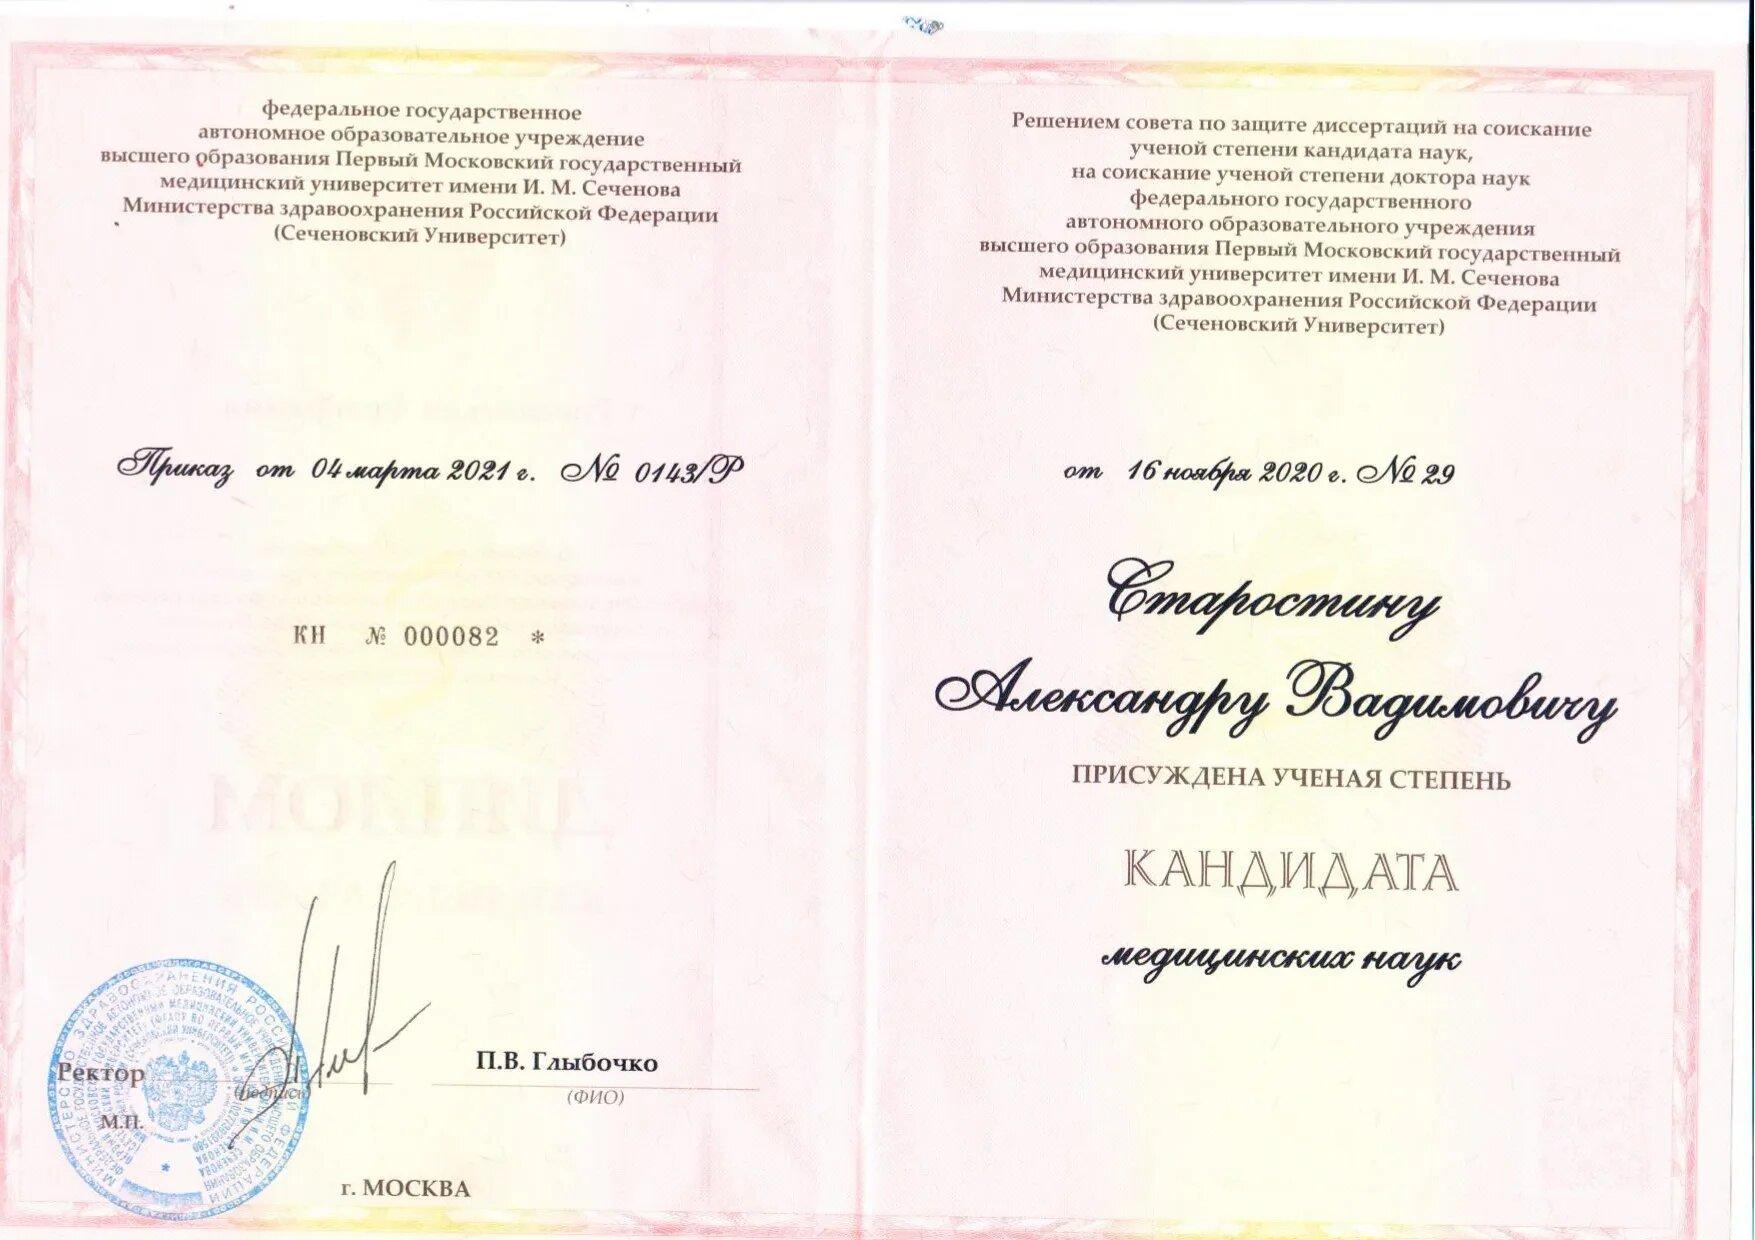 федеральное государственное
автономное образовательное учреждение
высшего образования Первый Московский государственный
медицинский университет имени И. М. Сеченова
Министерства здравоохранения Российской Федерации
(Сеченовский Университет)
Приказ от 04 марта 2021 г. № 0143/Р
КН № 000082 *
Ректор
(подпись)
П.В. Глыбочко
(ФИО)
М.П.
г. МОСКВА
Решением совета по защите диссертаций на соискание
ученой степени кандидата наук,
на соискание ученой степени доктора наук
федерального государственного
автономного образовательного учреждения
высшего образования Первый Московский государственный
медицинский университет имени И. М. Сеченова
Министерства здравоохранения Российской Федерации
(Сеченовский Университет)
от 16 ноября 2020 г. № 29
Старостину
Александру Вадимовичу
ПРИСУЖДЕНА УЧЕНАЯ СТЕПЕНЬ
КАНДИДАТА
медицинских наук